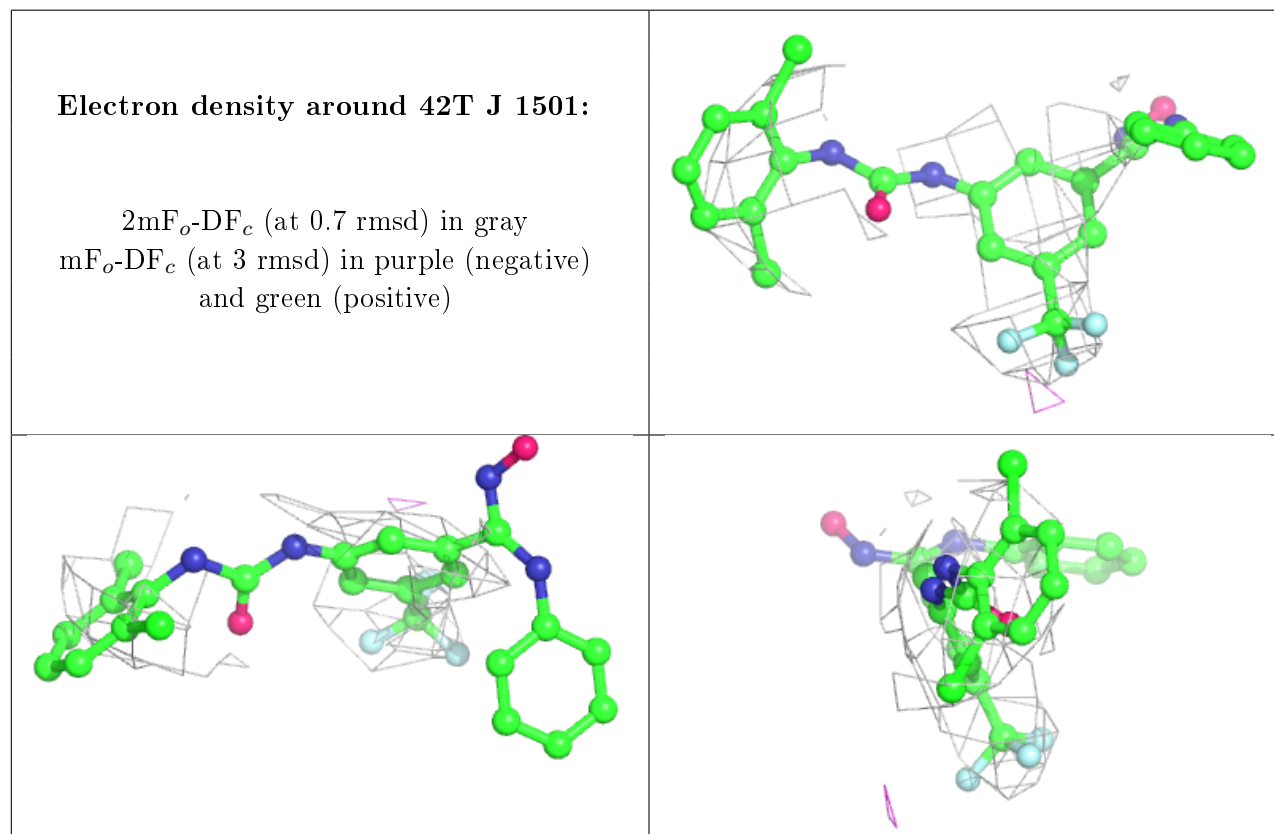 Electron density around 42T J 1501:
2mFo-DFc (at 0.7 rmsd) in gray
mFo-DFc (at 3 rmsd) in purple (negative)
and green (positive)